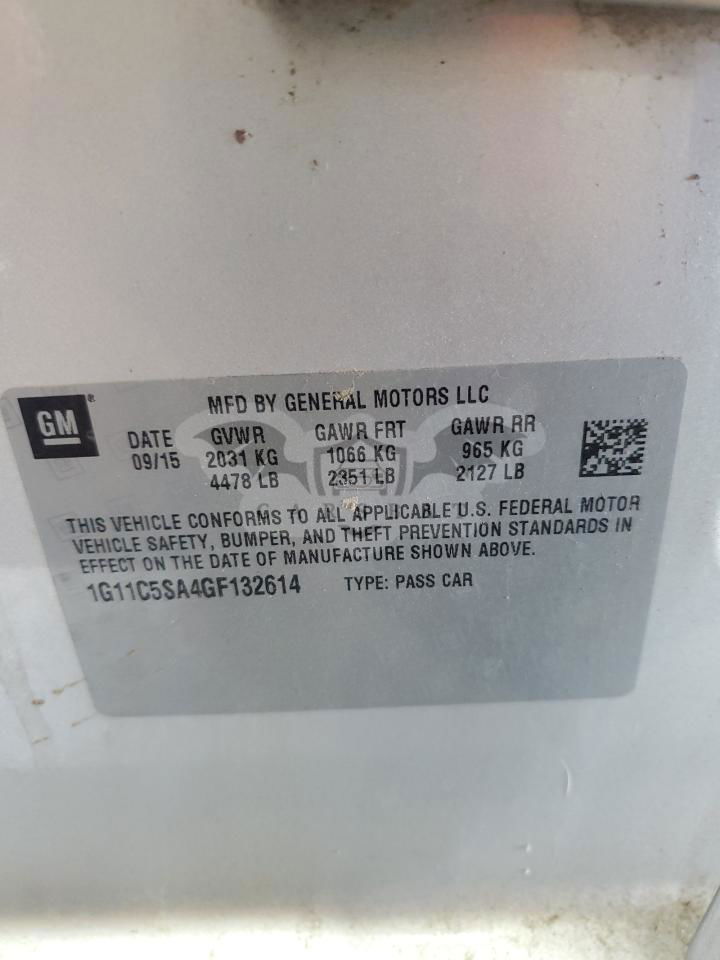 GM
MFD BY GENERAL MOTORS LLC
DATE GVWR GAWR FRT GAWR RR
09/15 2031 KG 1066 KG 965 KG
4478 LB 2351 LB 2127 LB
THIS VEHICLE CONFORMS TO ALL APPLICABLE U.S. FEDERAL MOTOR
VEHICLE SAFETY, BUMPER, AND THEFT PREVENTION STANDARDS IN
EFFECT ON THE DATE OF MANUFACTURE SHOWN ABOVE.
1G11C5SA4GF132614 TYPE: PASS CAR